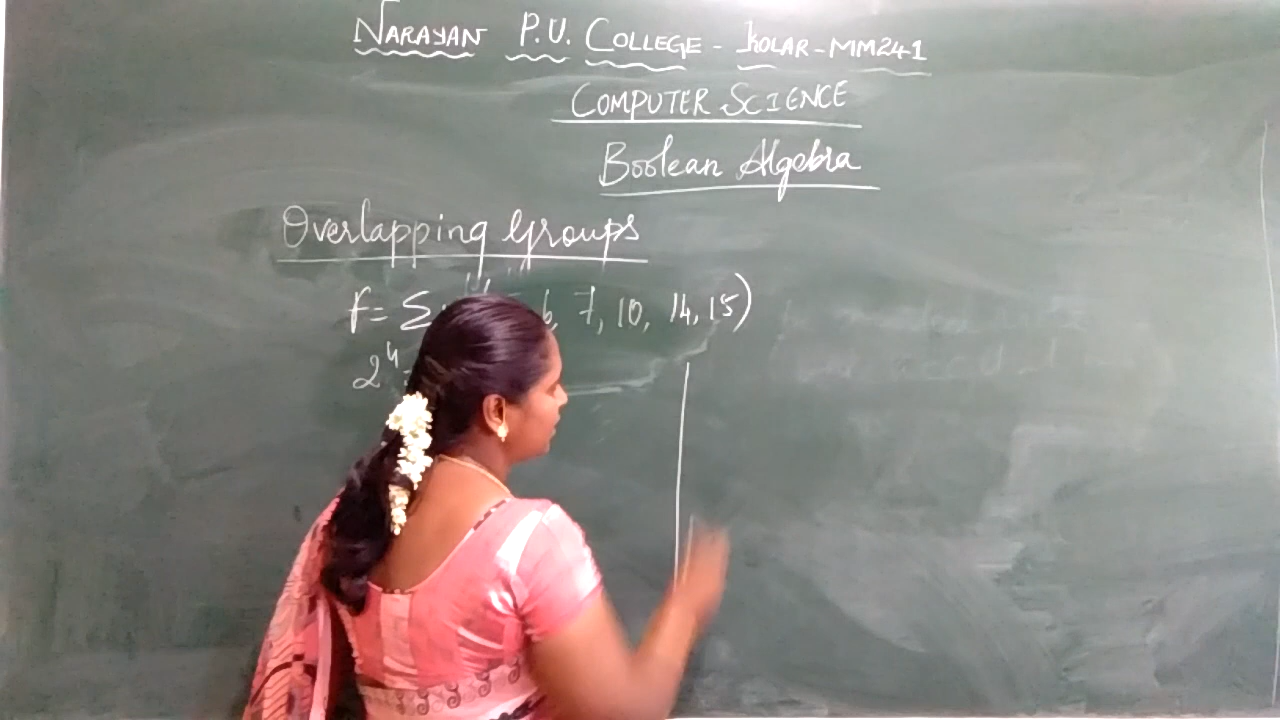 NARAYAN P.U. COLLEGE - KOLAR - MM241
COMPUTER SCIENCE
Boolean Algebra
Overlapping Groups
F = Σ 6, 7, 10, 14, 15)
2⁴